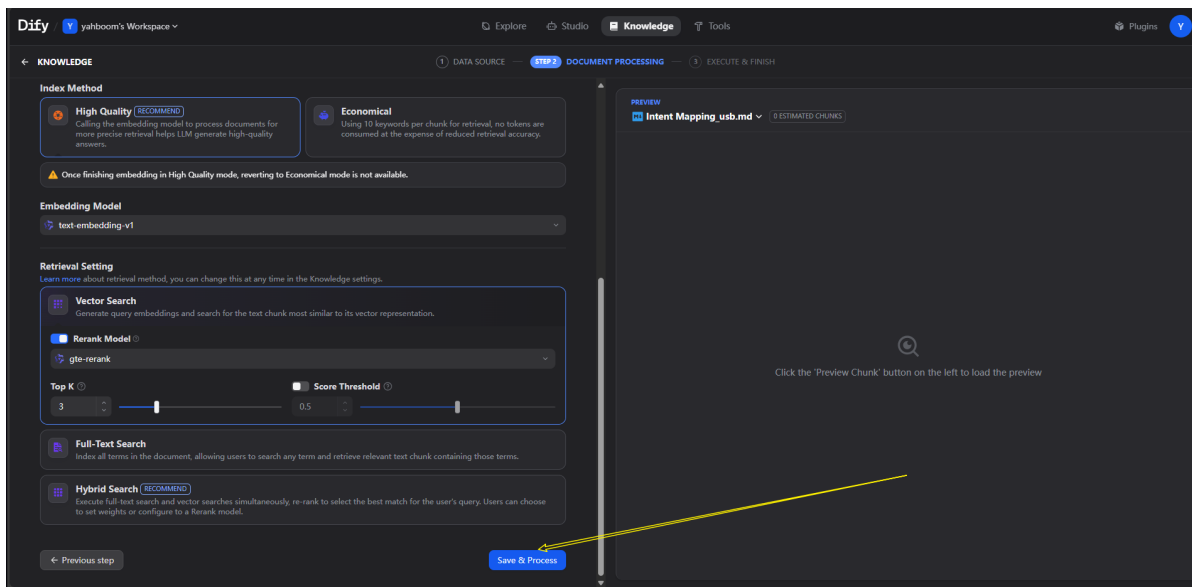 Dify / Y yahboom's Workspace
Explore Studio Knowledge Tools Plugins Y
← KNOWLEDGE
1 DATA SOURCE — STEP 2 DOCUMENT PROCESSING — 3 EXECUTE & FINISH
Index Method
High Quality RECOMMEND
Calling the embedding model to process documents for
more precise retrieval helps LLM generate high-quality
answers.
Economical
Using 10 keywords per chunk for retrieval, no tokens are
consumed at the expense of reduced retrieval accuracy.
Once finishing embedding in High Quality mode, reverting to Economical mode is not available.
Embedding Model
text-embedding-v1
Retrieval Setting
Learn more about retrieval method, you can change this at any time in the Knowledge settings.
Vector Search
Generate query embeddings and search for the text chunk most similar to its vector representation.
Rerank Model
gte-rerank
Top K
Score Threshold
3
0.5
Full-Text Search
Index all terms in the document, allowing users to search any term and retrieve relevant text chunk containing those terms.
Hybrid Search RECOMMEND
Execute full-text search and vector searches simultaneously, re-rank to select the best match for the user's query. Users can choose
to set weights or configure to a Rerank model.
← Previous step
Save & Process
PREVIEW
Intent Mapping_usb.md 0 ESTIMATED CHUNKS
Click the 'Preview Chunk' button on the left to load the preview